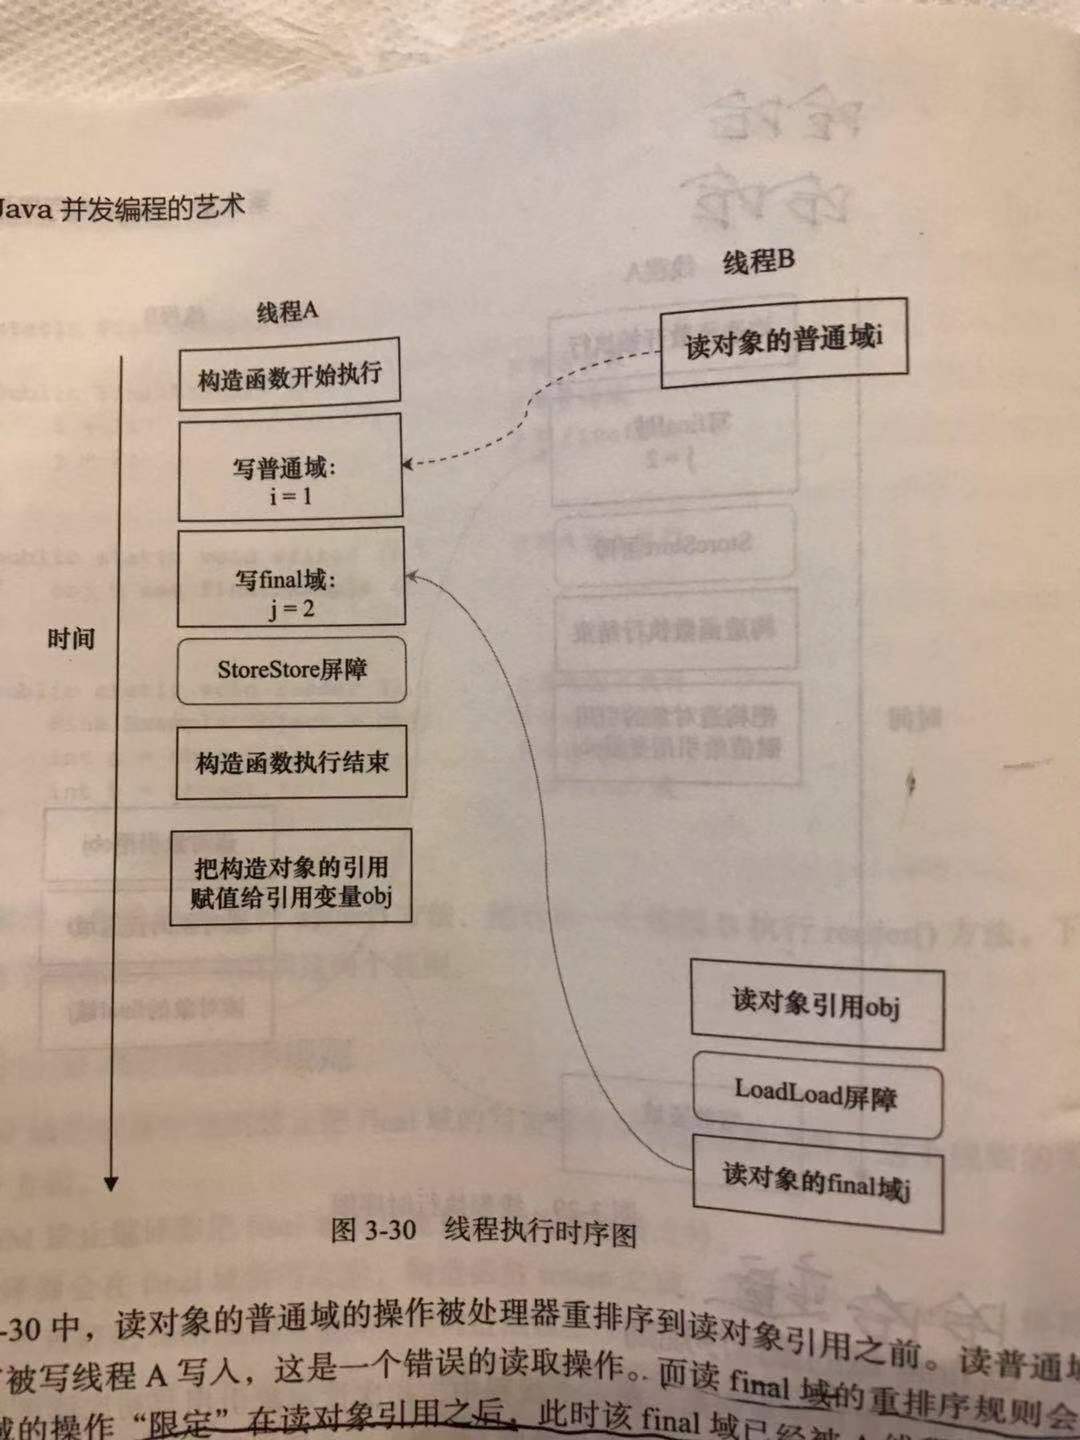 Java 并发编程的艺术
线程A
线程B
构造函数开始执行
读对象的普通域i
写普通域：
i = 1
写final域：
j = 2
时间
StoreStore屏障
构造函数执行结束
把构造对象的引用
赋值给引用变量obj
读对象引用obj
LoadLoad屏障
读对象的final域j
图 3-30 线程执行时序图
-30 中，读对象的普通域的操作被处理器重排序到读对象引用之前。读普通域
被写线程 A 写入，这是一个错误的读取操作。而读 final 域的重排序规则会
域的操作“限定”在读对象引用之后，此时该 final 域已经被 A 线